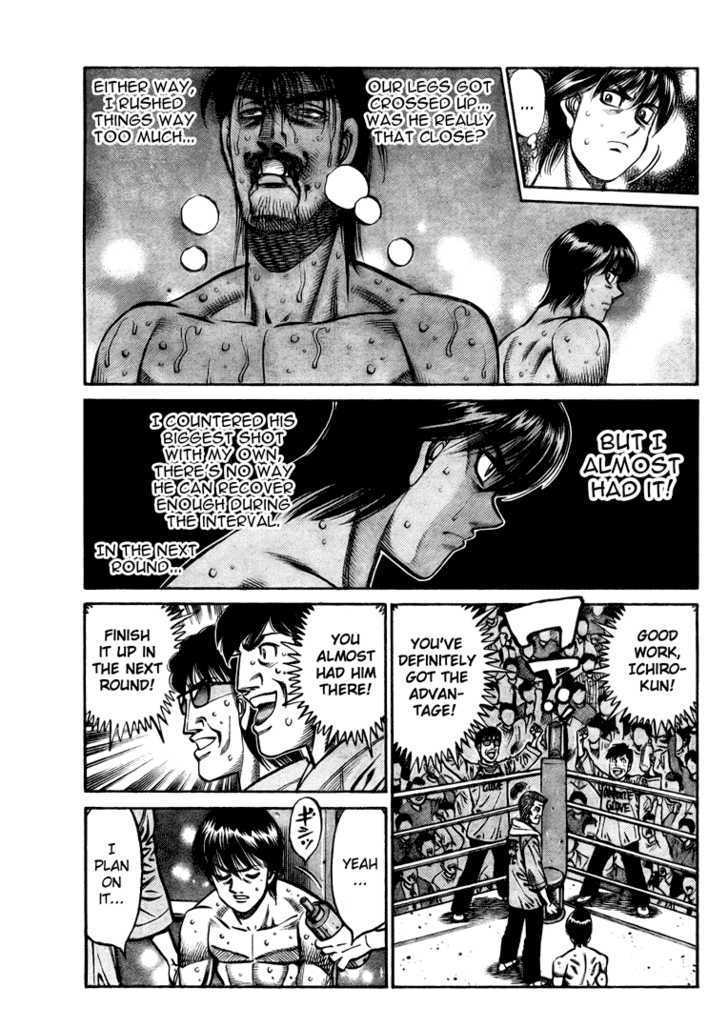 ...
?
OUR LEGS GOT
CROSSED UP...
WAS HE REALLY
THAT CLOSE?
EITHER WAY,
I RUSHED
THINGS WAY
TOO MUCH...
BUT I
ALMOST
HAD IT!
I COUNTERED HIS
BIGGEST SHOT
WITH MY OWN,
THERE'S NO WAY
HE CAN RECOVER
ENOUGH DURING
THE INTERVAL.
IN THE NEXT
ROUND...
GOOD
WORK,
ICHIRO-
KUN!
YOU'VE
DEFINITELY
GOT THE
ADVAN-
TAGE!
YOU
ALMOST
HAD HIM
THERE!
FINISH
IT UP IN
THE NEXT
ROUND!
YEAH
...
ギシッ
I
PLAN
ON
IT...